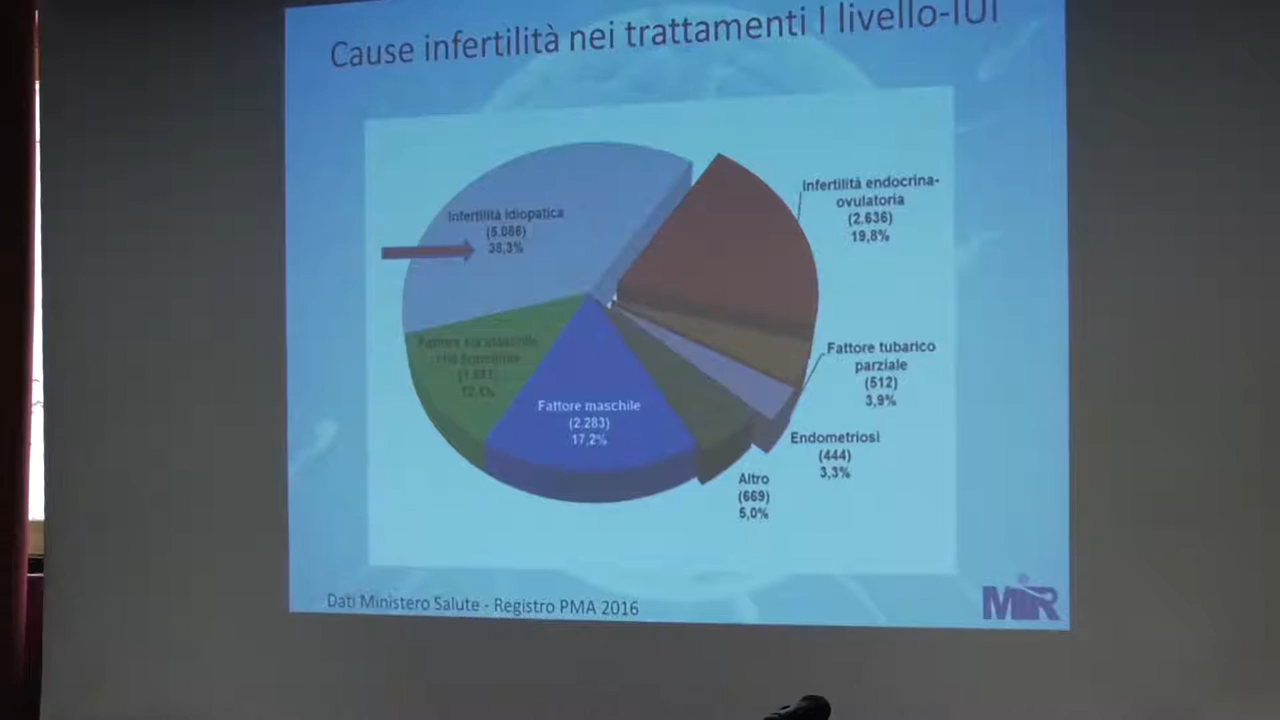 Cause infertilità nei trattamenti I livello-IUI
Infertilità idiopatica
(5.086)
38,3%
Infertilità endocrina-
ovulatoria
(2.636)
19,8%
Fattore tubarico
parziale
(512)
3,9%
Endometriosi
(444)
3,3%
Altro
(669)
5,0%
Fattore maschile
(2.283)
17,2%
Dati Ministero Salute - Registro PMA 2016
MIR